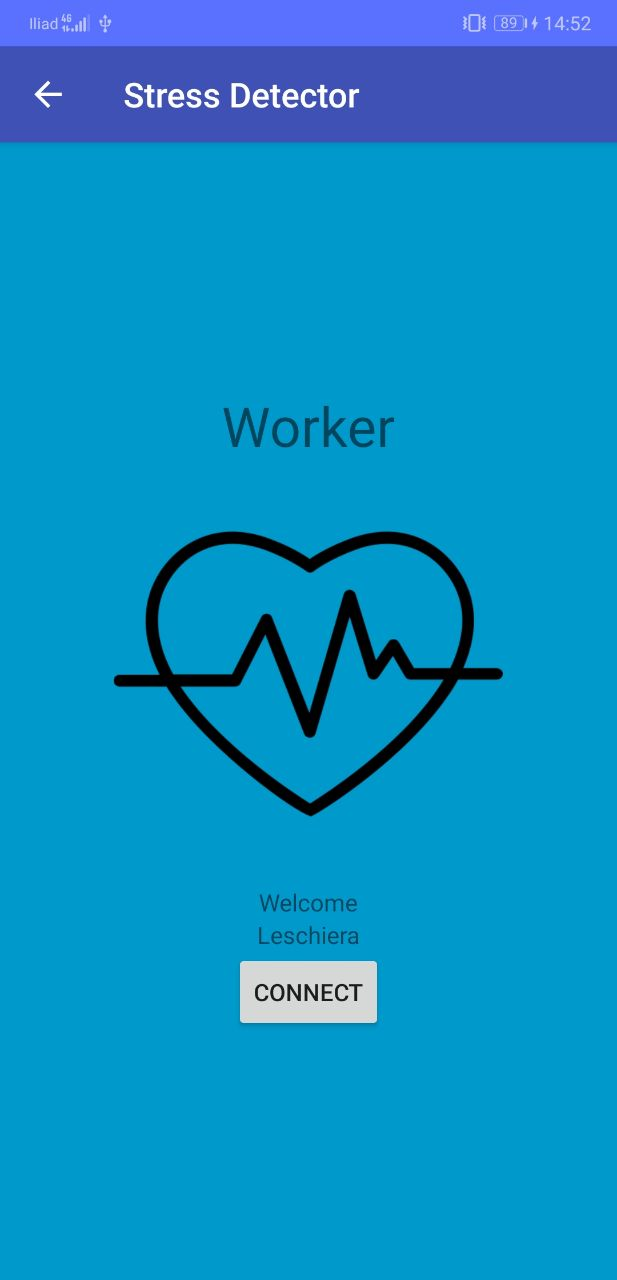 Iliad 4G 89 14:52
Stress Detector
Worker
Welcome
Leschiera
CONNECT